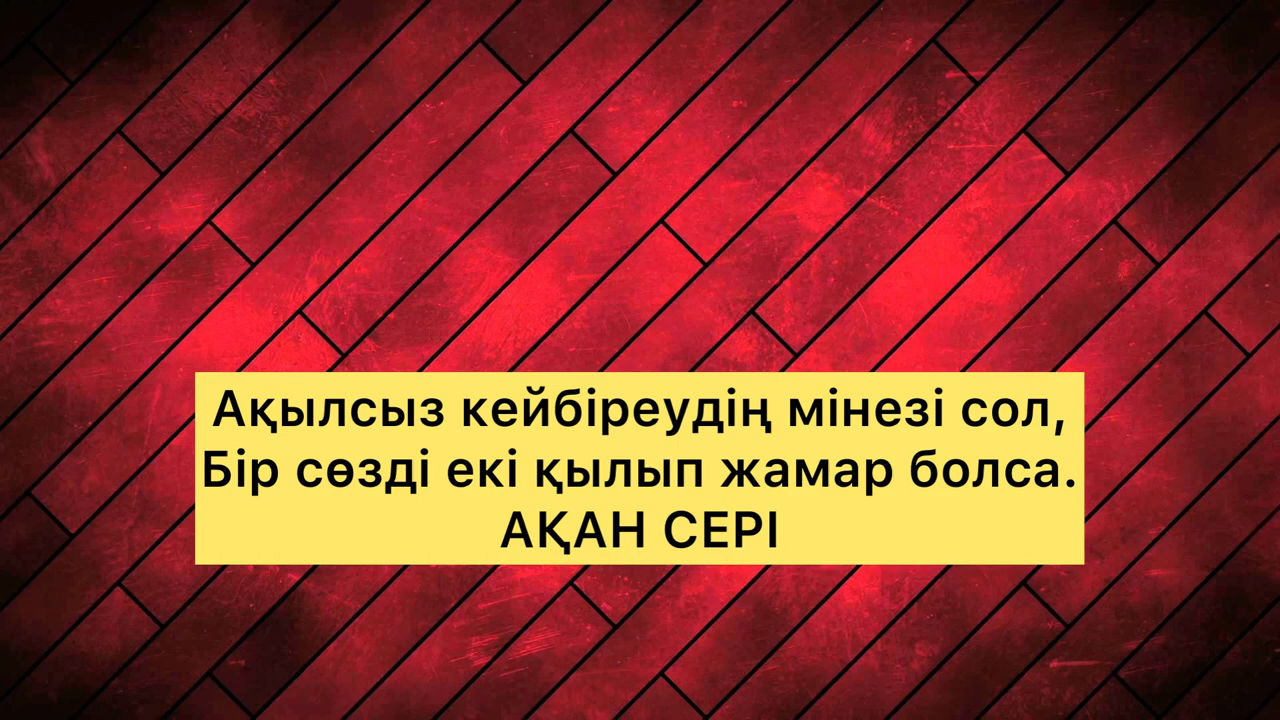 Ақылсыз кейбіреудің мінезі сол,
Бір сөзді екі қылып жамар болса.
АҚАН СЕРІ